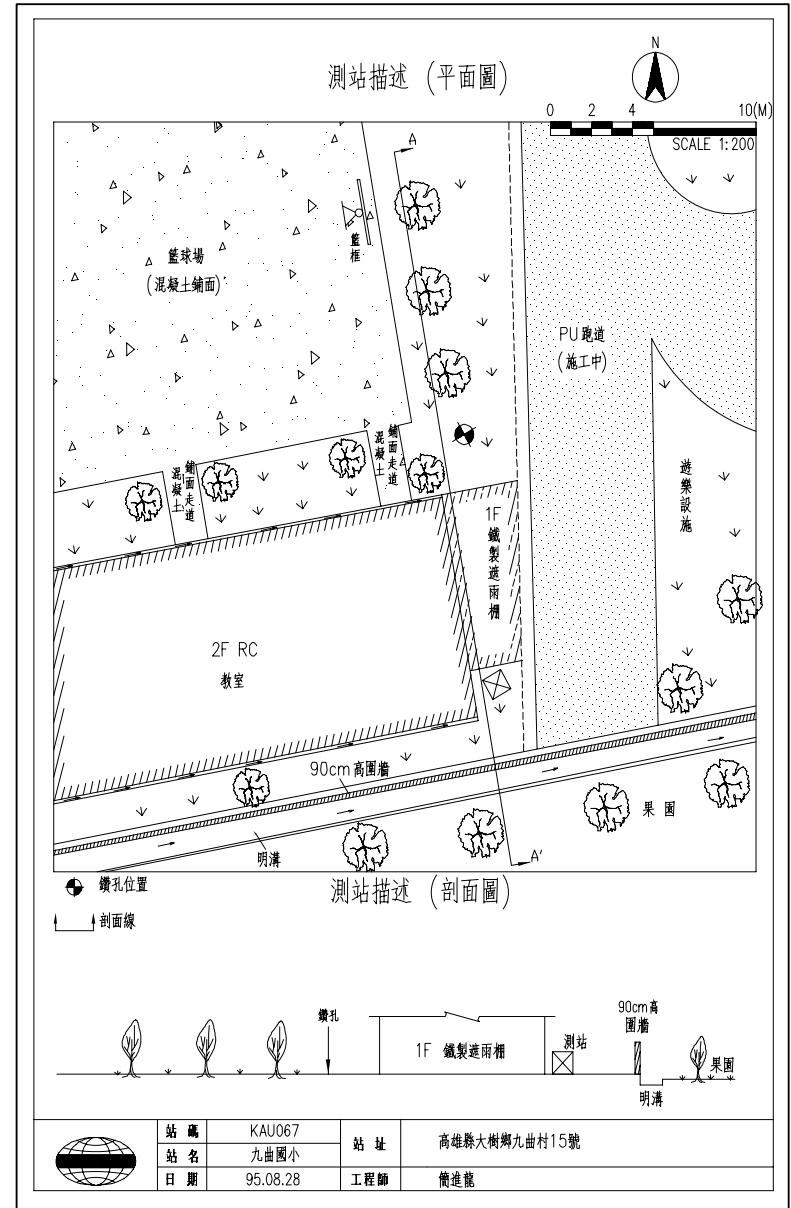 測站描述 (平面圖)
N
0 2 4 10(M)
SCALE 1:200
A
籃框
籃球場
(混凝土鋪面)
PU跑道
(施工中)
混凝土
鋪面走道
混凝土
鋪面走道
遊樂設施
1F
鐵製遮雨棚
2F RC
教室
90cm高圍牆
果園
明溝
A'
鑽孔位置
測站描述 (剖面圖)
剖面線
鑽孔
1F 鐵製遮雨棚
測站
90cm高
圍牆
果園
明溝
站碼 KAU067
站名 九曲國小
日期 95.08.28
站址 高雄縣大樹鄉九曲村15號
工程師 簡進龍